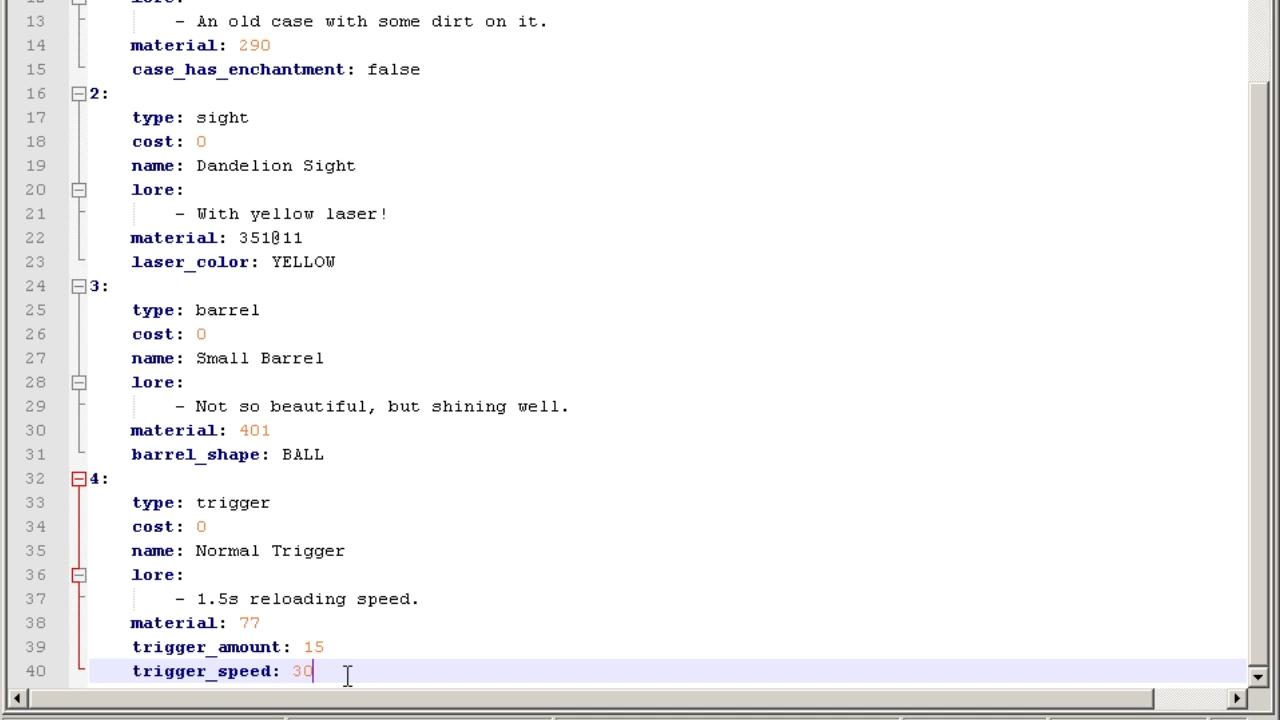 12 lore:
13 - An old case with some dirt on it.
14 material: 290
15 case_has_enchantment: false
16 2:
17 type: sight
18 cost: 0
19 name: Dandelion Sight
20 lore:
21 - With yellow laser!
22 material: 351@11
23 laser_color: YELLOW
24 3:
25 type: barrel
26 cost: 0
27 name: Small Barrel
28 lore:
29 - Not so beautiful, but shining well.
30 material: 401
31 barrel_shape: BALL
32 4:
33 type: trigger
34 cost: 0
35 name: Normal Trigger
36 lore:
37 - 1.5s reloading speed.
38 material: 77
39 trigger_amount: 15
40 trigger_speed: 30